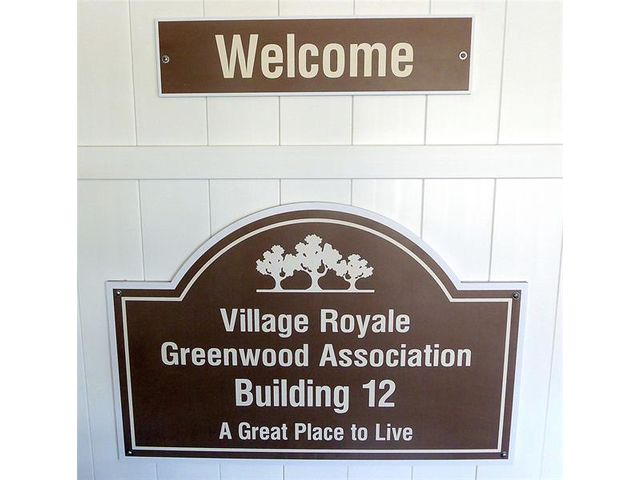 Welcome
Village Royale
Greenwood Association
Building 12
A Great Place to Live